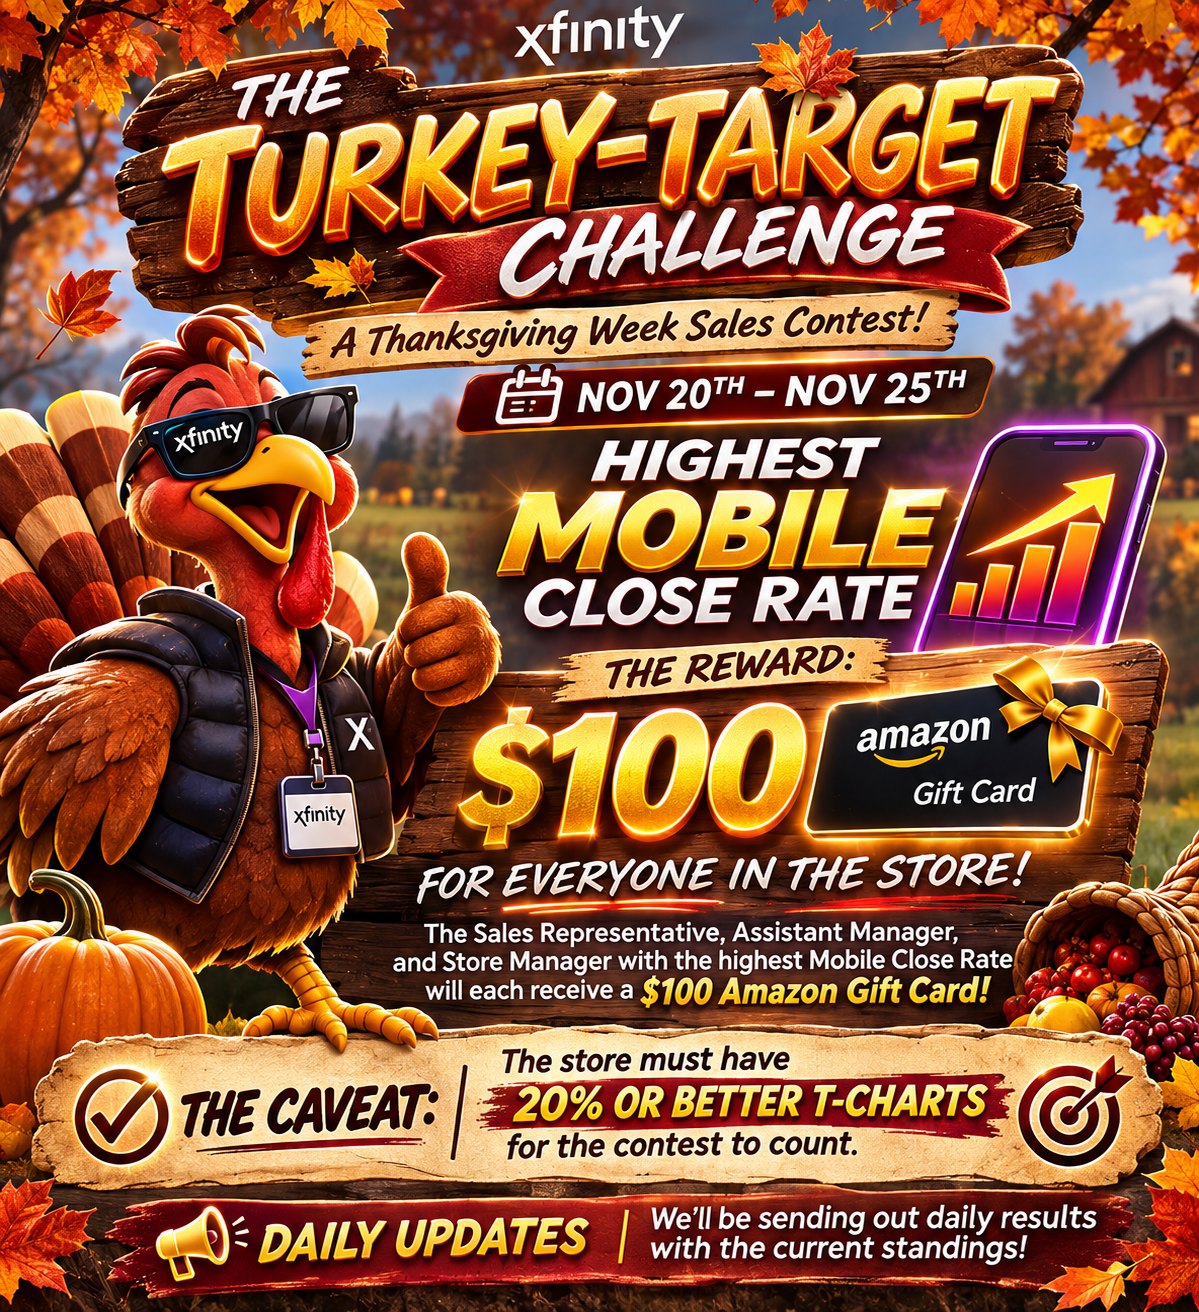 xfinity
THE
TURKEY-TARGET
CHALLENGE
A Thanksgiving Week Sales Contest!
NOV 20TH – NOV 25TH
xfinity
HIGHEST
MOBILE
CLOSE RATE
THE REWARD:
$100
amazon
Gift Card
X
xfinity
FOR EVERYONE IN THE STORE!
The Sales Representative, Assistant Manager,
and Store Manager with the highest Mobile Close Rate
will each receive a $100 Amazon Gift Card!
THE CAVEAT:
The store must have
20% OR BETTER T-CHARTS
for the contest to count.
DAILY UPDATES
We'll be sending out daily results
with the current standings!